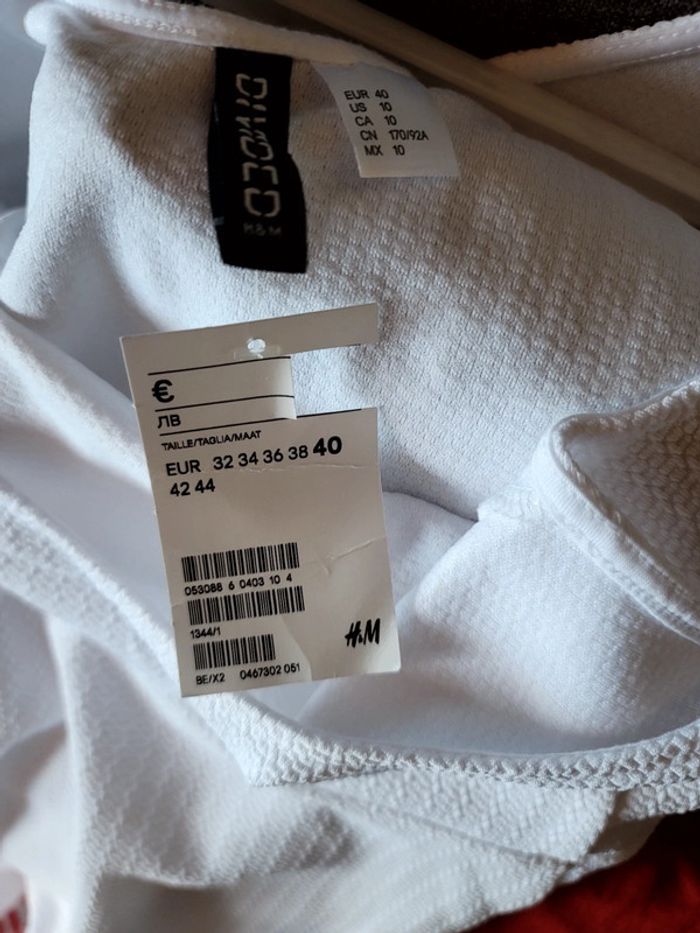 DIVIDED
H&M
EUR 40
US 10
CA 10
CN 170/92A
MX 10
€
ЛВ
TAILLE/TAGLIA/MAAT
EUR 32 34 36 38 40
42 44
053088 6 0403 10 4
1344/1
H&M
BE/X2 0467302 051